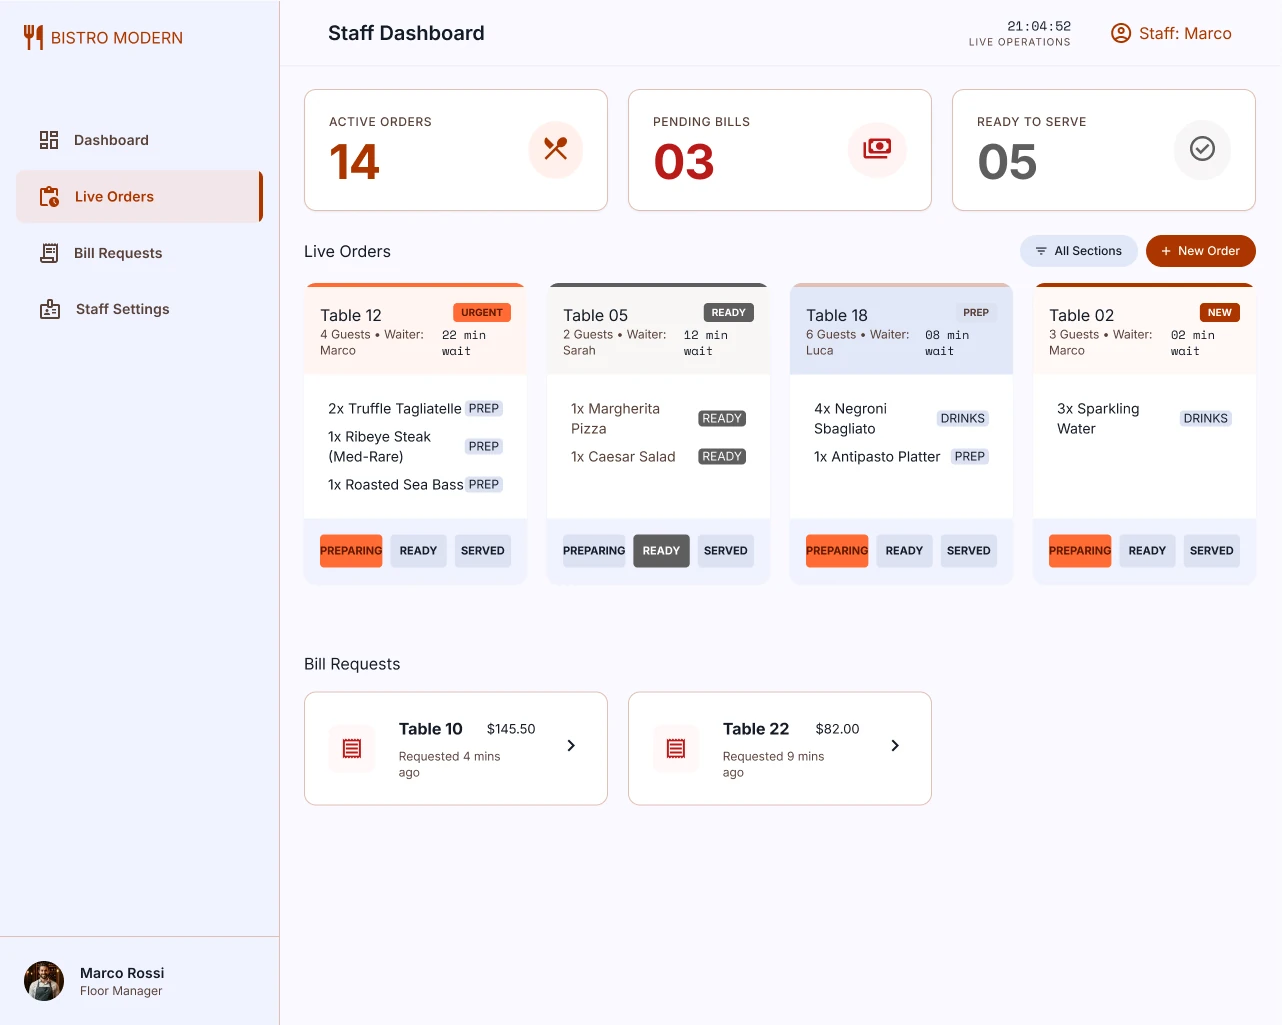 BISTRO MODERN
Dashboard
Live Orders
Bill Requests
Staff Settings
Marco Rossi
Floor Manager
Staff Dashboard
21:04:52
LIVE OPERATIONS
Staff: Marco
ACTIVE ORDERS
14
PENDING BILLS
03
READY TO SERVE
05
Live Orders
All Sections
+ New Order
Table 12
URGENT
4 Guests • Waiter:
Marco
22 min
wait
2x Truffle Tagliatelle PREP
1x Ribeye Steak
(Med-Rare)
PREP
1x Roasted Sea Bass PREP
PREPARING READY SERVED
Table 05
READY
2 Guests • Waiter:
Sarah
12 min
wait
1x Margherita
Pizza
READY
1x Caesar Salad READY
PREPARING READY SERVED
Table 18
PREP
6 Guests • Waiter:
Luca
08 min
wait
4x Negroni
Sbagliato
DRINKS
1x Antipasto Platter PREP
PREPARING READY SERVED
Table 02
NEW
3 Guests • Waiter:
Marco
02 min
wait
3x Sparkling
Water
DRINKS
PREPARING READY SERVED
Bill Requests
Table 10 $145.50
Requested 4 mins
ago
Table 22 $82.00
Requested 9 mins
ago